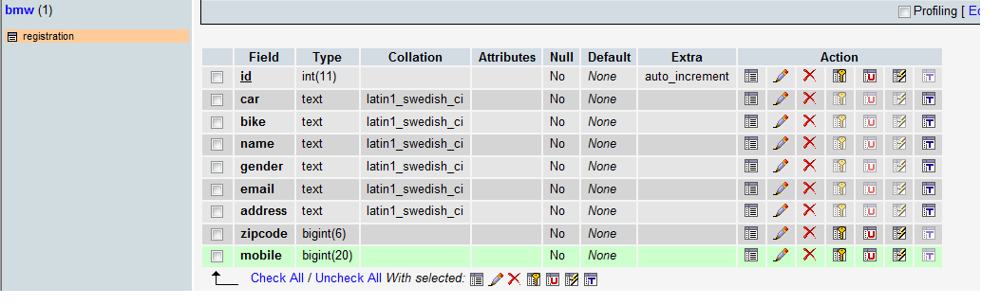 bmw (1)
Profiling [
registration
Field Type Collation Attributes Null Default Extra Action
id int(11) No None auto_increment
car text latin1_swedish_ci No None
bike text latin1_swedish_ci No None
name text latin1_swedish_ci No None
gender text latin1_swedish_ci No None
email text latin1_swedish_ci No None
address text latin1_swedish_ci No None
zipcode bigint(6) No None
mobile bigint(20) No None
Check All / Uncheck All With selected: